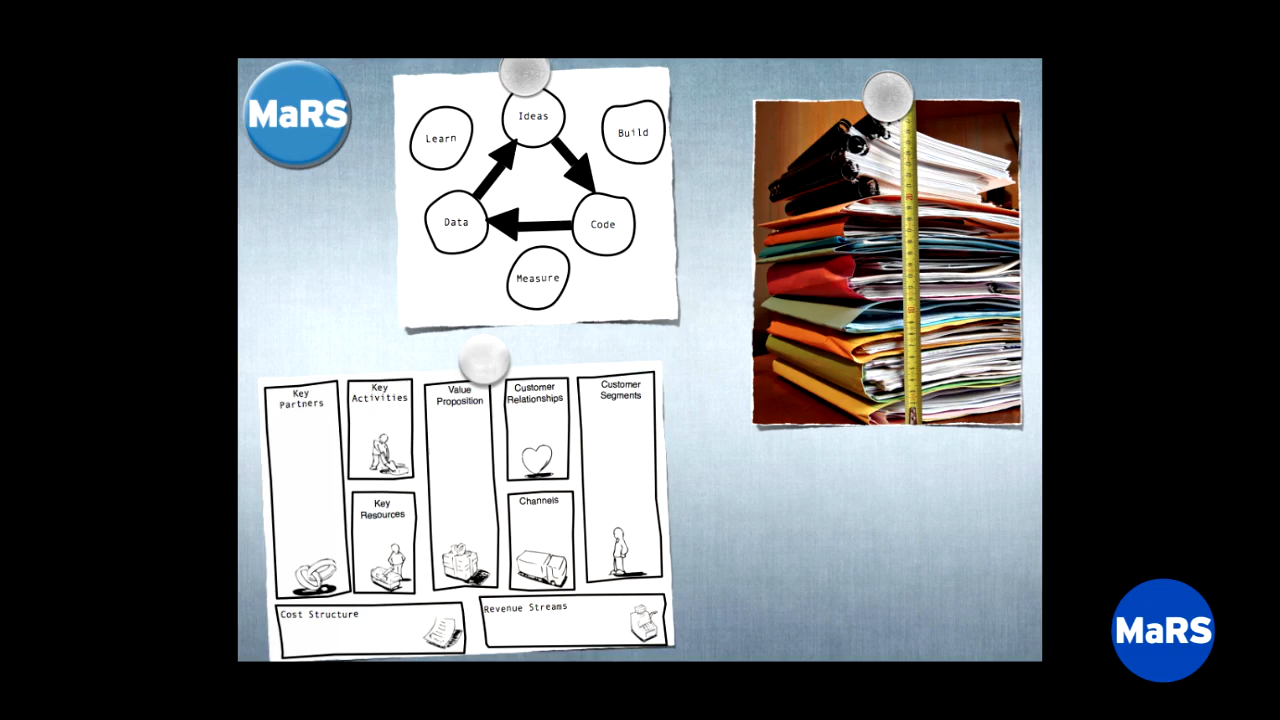 MaRS
Ideas
Learn
Build
Data
Code
Measure
Key
Partners
Key
Activities
Value
Proposition
Customer
Relationships
Customer
Segments
Key
Resources
Channels
Cost Structure
Revenue Streams
MaRS